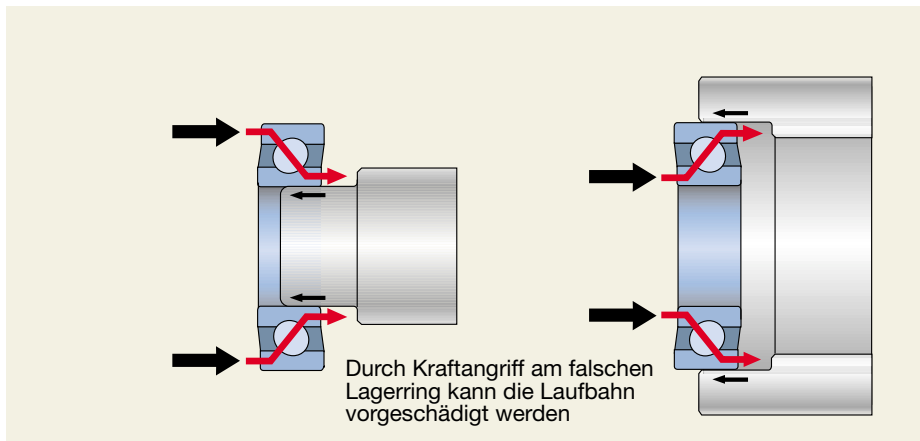 Durch Kraftangriff am falschen
Lagerring kann die Laufbahn
vorgeschädigt werden